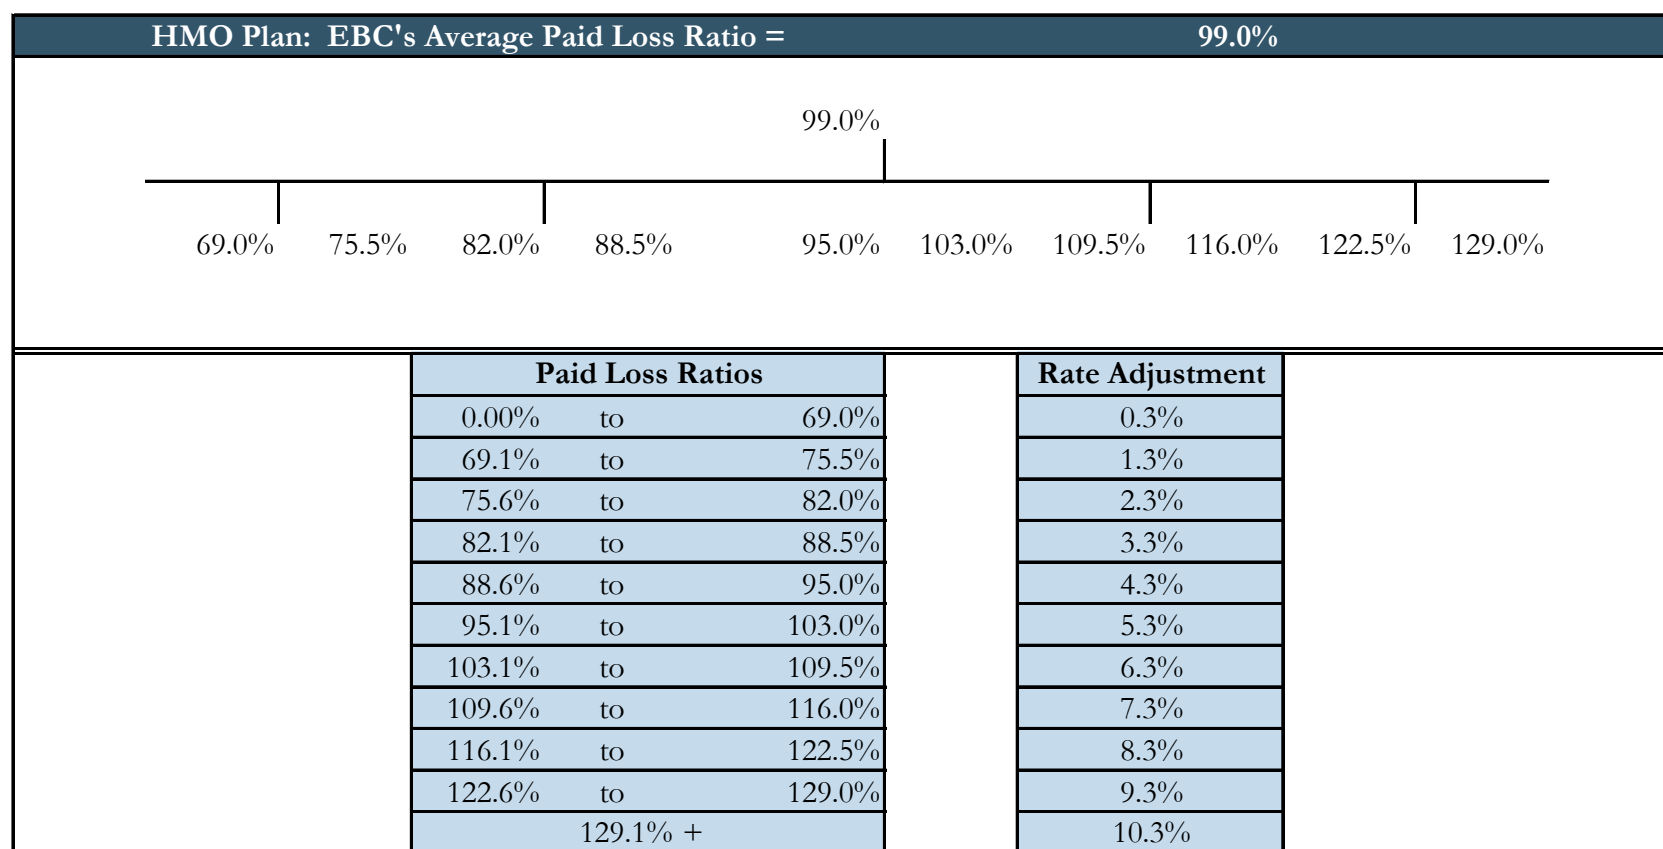 HMO Plan: EBC's Average Paid Loss Ratio = 99.0%
99.0%
69.0% 75.5% 82.0% 88.5% 95.0% 103.0% 109.5% 116.0% 122.5% 129.0%
Paid Loss Ratios Rate Adjustment
0.00% to 69.0% 0.3%
69.1% to 75.5% 1.3%
75.6% to 82.0% 2.3%
82.1% to 88.5% 3.3%
88.6% to 95.0% 4.3%
95.1% to 103.0% 5.3%
103.1% to 109.5% 6.3%
109.6% to 116.0% 7.3%
116.1% to 122.5% 8.3%
122.6% to 129.0% 9.3%
129.1% + 10.3%